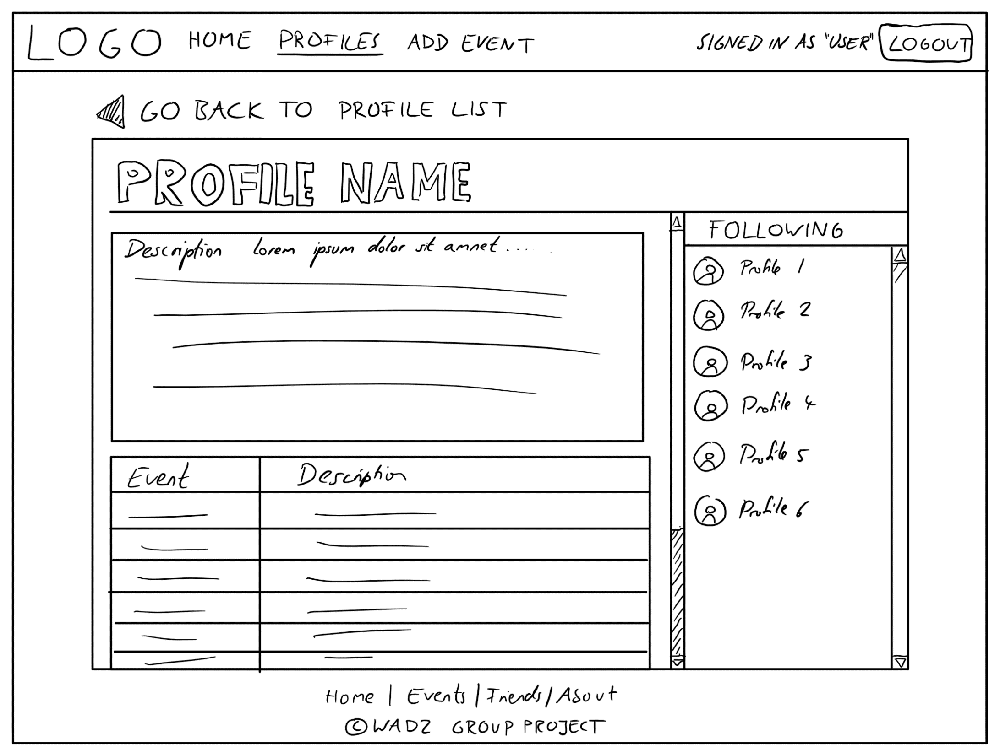 LOGO HOME PROFILES ADD EVENT SIGNED IN AS "USER" LOGOUT
GO BACK TO PROFILE LIST
PROFILE NAME
Description lorem ipsum dolor sit amnet....
Event Description
FOLLOWING
Profile 1
Profile 2
Profile 3
Profile 4
Profile 5
Profile 6
Home | Events | Friends / About
©WAD2 GROUP PROJECT